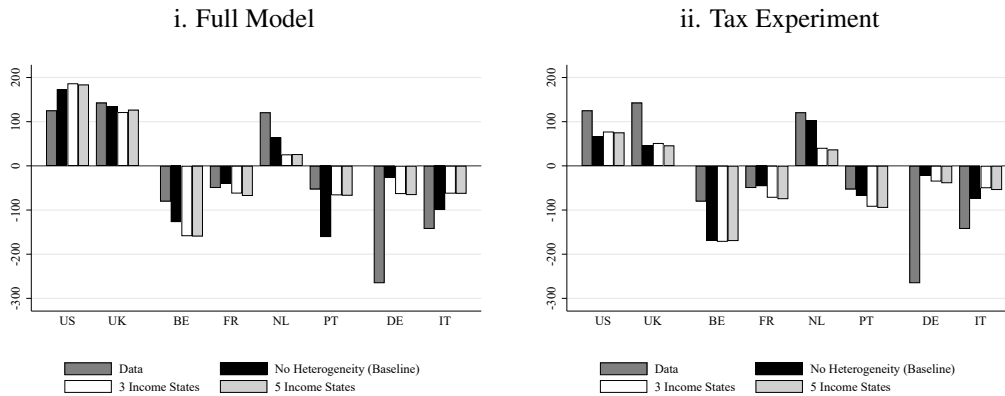 i. Full Model
200
100
0
-100
-200
-300
US UK BE FR NL PT DE IT
Data No Heterogeneity (Baseline)
3 Income States 5 Income States
ii. Tax Experiment
200
100
0
-100
-200
-300
US UK BE FR NL PT DE IT
Data No Heterogeneity (Baseline)
3 Income States 5 Income States